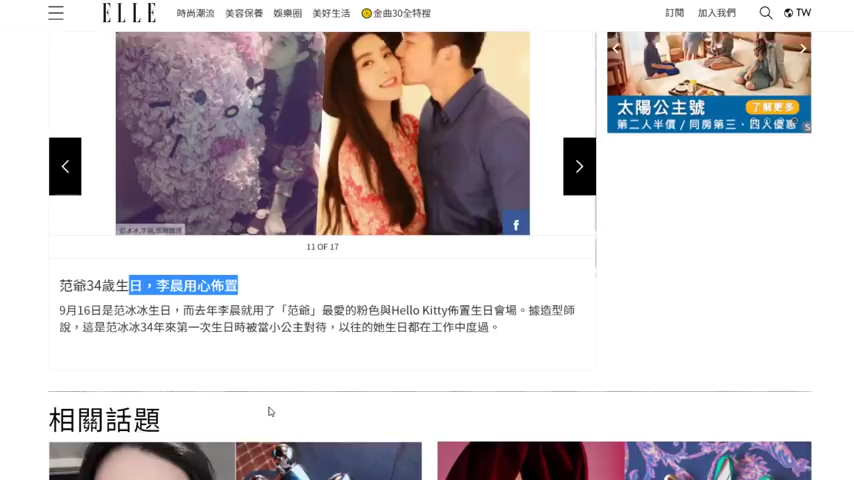 ELLE
時尚潮流 美容保養 娛樂圈 美好生活 金曲30全特搜
訂閱 加入我們 TW
太陽公主號 了解更多
第二人半價 / 同房第三、四人優惠
11 OF 17
范爺34歲生日，李晨用心佈置
9月16日是范冰冰生日，而去年李晨就用了「范爺」最愛的粉色與Hello Kitty佈置生日會場。據造型師
說，這是范冰冰34年來第一次生日時被當小公主對待，以往的她生日都在工作中度過。
相關話題